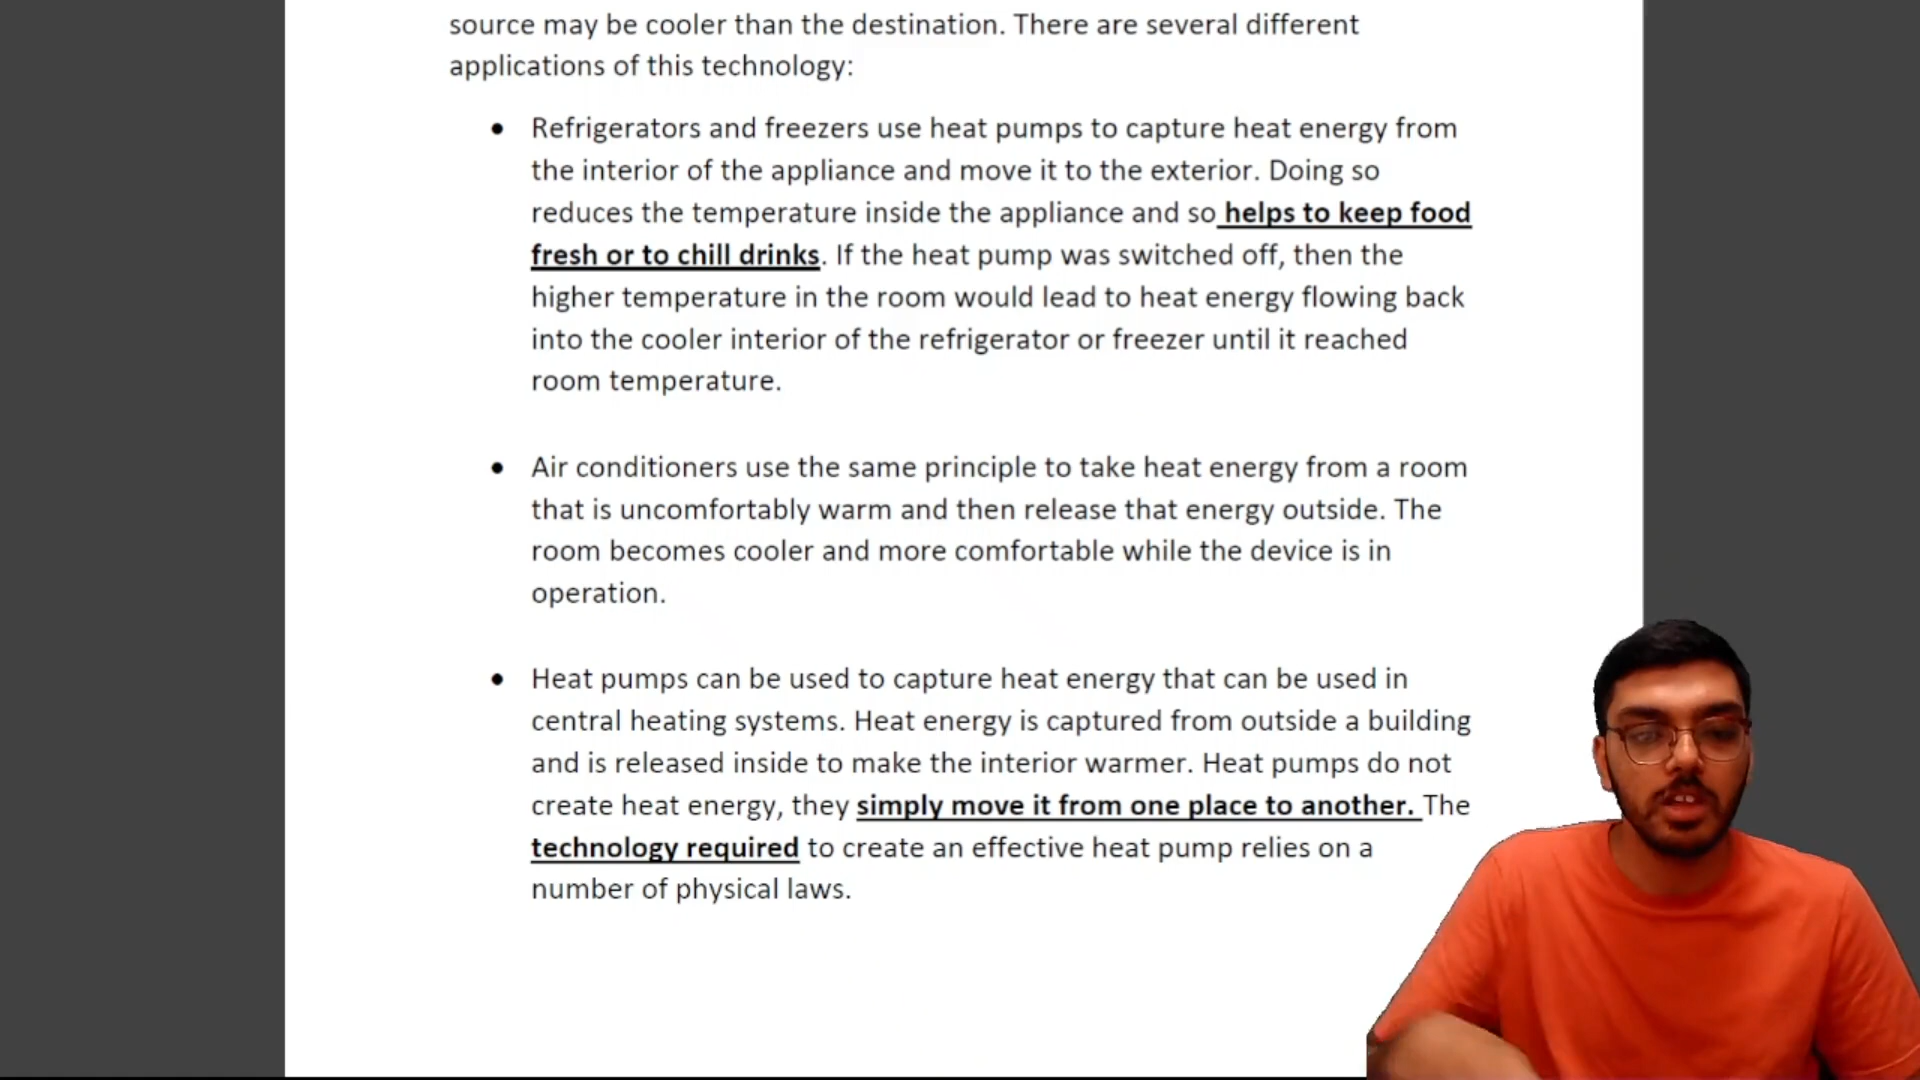 source may be cooler than the destination. There are several different
applications of this technology:
• Refrigerators and freezers use heat pumps to capture heat energy from
the interior of the appliance and move it to the exterior. Doing so
reduces the temperature inside the appliance and so helps to keep food
fresh or to chill drinks. If the heat pump was switched off, then the
higher temperature in the room would lead to heat energy flowing back
into the cooler interior of the refrigerator or freezer until it reached
room temperature.
• Air conditioners use the same principle to take heat energy from a room
that is uncomfortably warm and then release that energy outside. The
room becomes cooler and more comfortable while the device is in
operation.
• Heat pumps can be used to capture heat energy that can be used in
central heating systems. Heat energy is captured from outside a building
and is released inside to make the interior warmer. Heat pumps do not
create heat energy, they simply move it from one place to another. The
technology required to create an effective heat pump relies on a
number of physical laws.